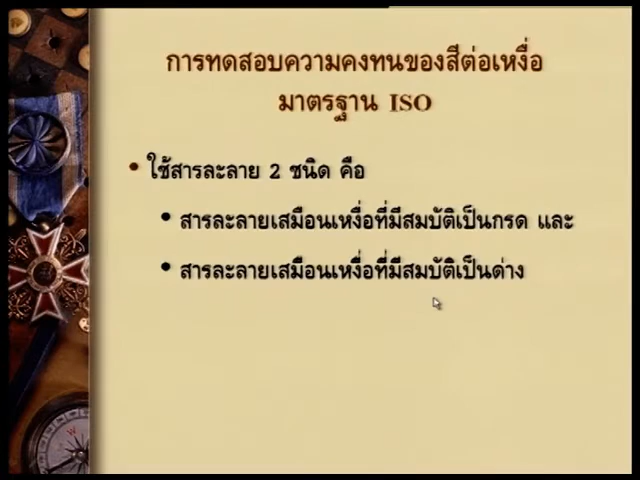 การทดสอบความคงทนของสีต่อเหงื่อ
มาตรฐาน ISO
• ใช้สารละลาย 2 ชนิด คือ
• สารละลายเสมือนเหงื่อที่มีสมบัติเป็นกรด และ
• สารละลายเสมือนเหงื่อที่มีสมบัติเป็นด่าง